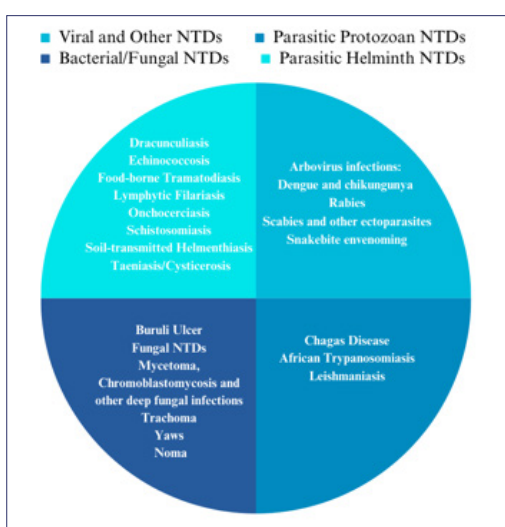 Viral and Other NTDs
Parasitic Protozoan NTDs
Bacterial/Fungal NTDs
Parasitic Helminth NTDs
Dracunculiasis
Echinococcosis
Food-borne Tramatodiasis
Lymphytic Filariasis
Onchocerciasis
Schistosomiasis
Soil-transmitted Helmenthiasis
Taeniasis/Cysticerosis
Arbovirus infections:
Dengue and chikungunya
Rabies
Scabies and other ectoparasites
Snakebite envenoming
Buruli Ulcer
Fungal NTDs
Mycetoma,
Chromoblastomycosis and
other deep fungal infections
Trachoma
Yaws
Noma
Chagas Disease
African Trypanosomiasis
Leishmaniasis